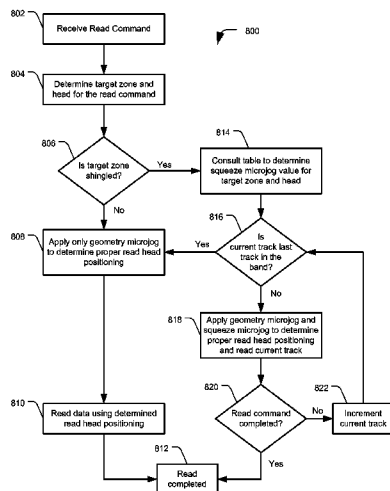 802
Receive Read Command
800
804
Determine target zone and
head for the read command
806
Is target zone
shingled?
Yes
No
814
Consult table to determine
squeeze microjog value for
target zone and head
816
Is
current track last
track in the
band?
Yes
No
808
Apply only geometry microjog
to determine proper read head
positioning
818
Apply geometry microjog and
squeeze microjog to determine
proper read head positioning
and read current track
820
Read command
completed?
No
Yes
822
Increment
current track
810
Read data using determined
read head positioning
812
Read
completed